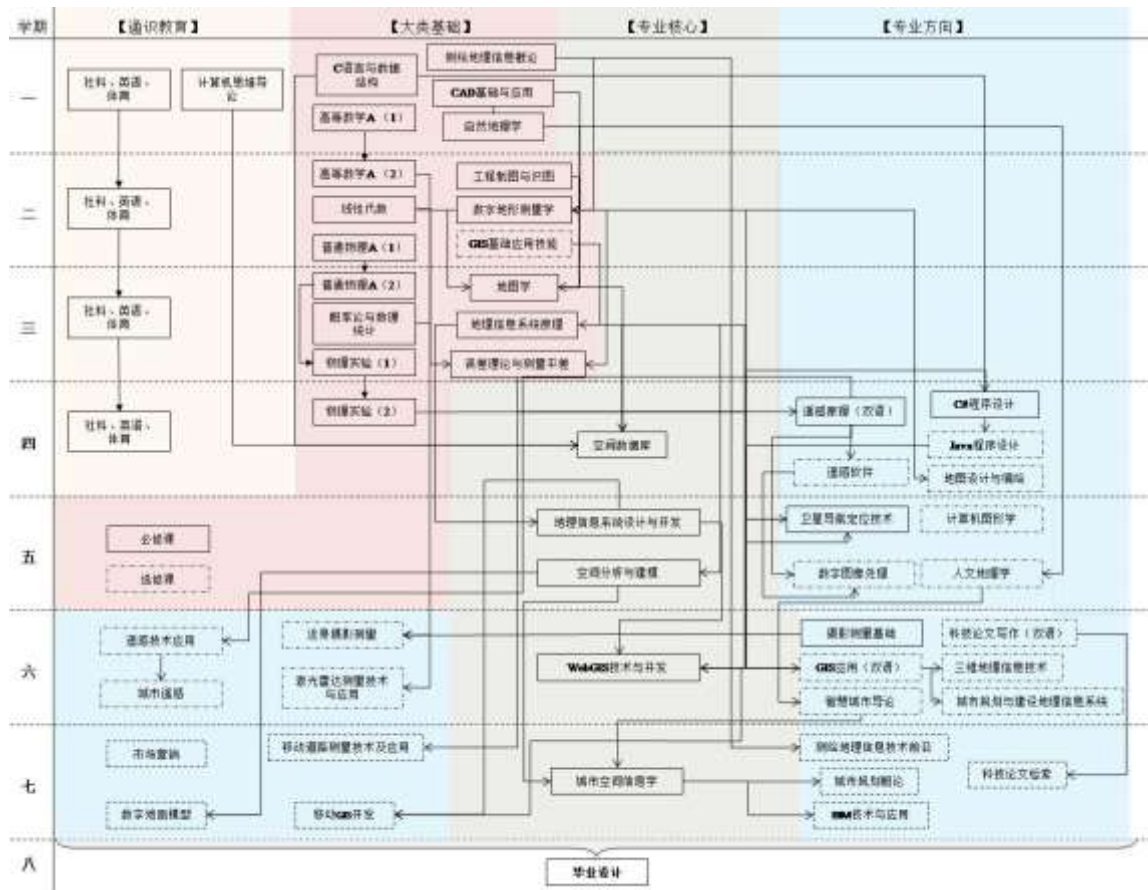 学期
【通识教育】
【大类基础】
【专业核心】
【专业方向】
一
社科、英语、
体育
计算机思维导
论
C语言与数据
结构
测绘地理信息概论
CAD基础与应用
高等数学A（1）
自然地理学
二
社科、英语、
体育
高等数学A（2）
工程制图与识图
线性代数
数字地形测量学
普通物理A（1）
GIS基础应用技能
三
社科、英语、
体育
普通物理A（2）
地图学
概率论与数理
统计
地理信息系统原理
物理实验（1）
误差理论与测量平差
四
社科、英语、
体育
物理实验（2）
空间数据库
遥感原理（双语）
C#程序设计
Java程序设计
遥感软件
地图设计与编绘
五
必修课
选修课
地理信息系统设计与开发
空间分析与建模
卫星导航定位技术
计算机图形学
数字图像处理
人文地理学
六
遥感技术应用
城市遥感
近景摄影测量
激光雷达测量技术
与应用
WebGIS技术与开发
摄影测量基础
科技论文写作（双语）
GIS应用（双语）
三维地理信息技术
智慧城市导论
城市规划与建设地理信息系统
七
市场营销
移动道路测量技术及应用
测绘地理信息技术前沿
科技论文检索
城市空间信息学
城市规划概论
数字地面模型
移动GIS开发
BIM技术与应用
八
毕业设计